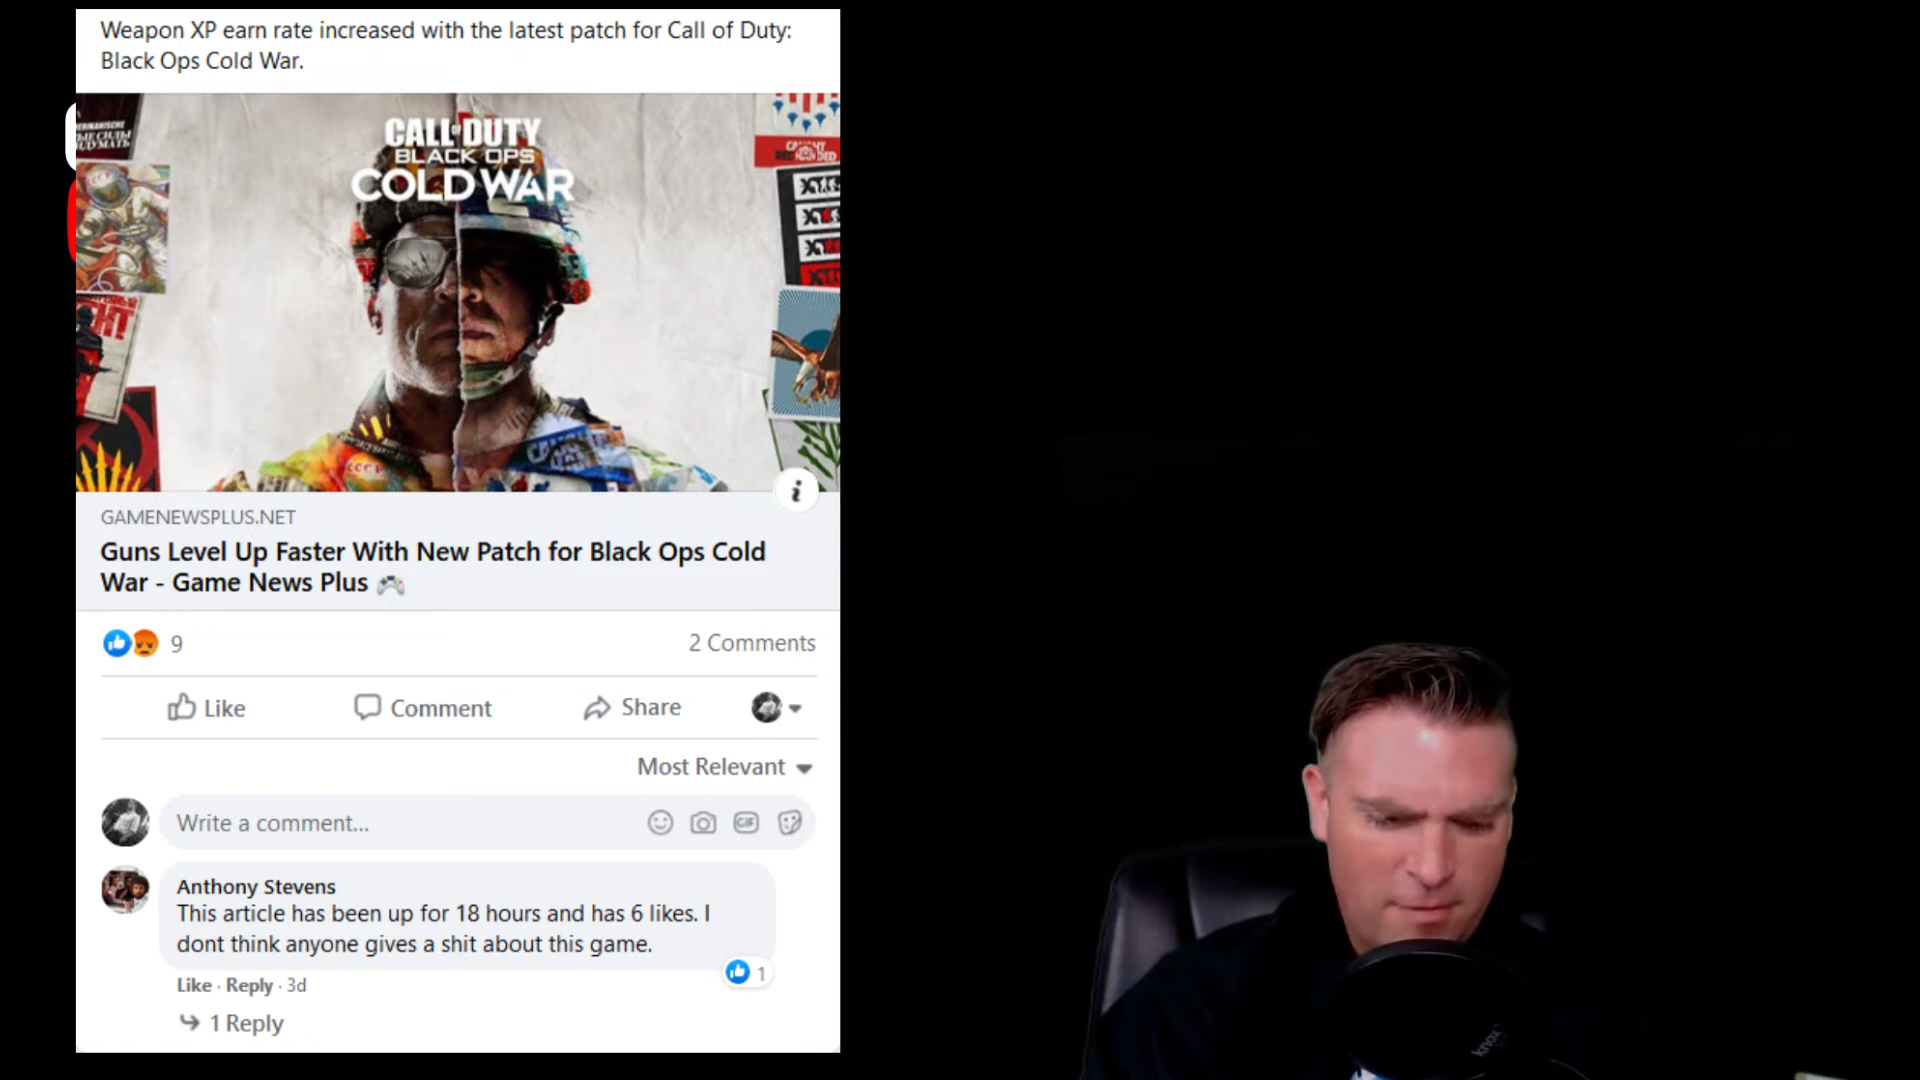 Weapon XP earn rate increased with the latest patch for Call of Duty:
Black Ops Cold War.
CALL OF DUTY
BLACK OPS
COLD WAR
GAMENEWSPLUS.NET
Guns Level Up Faster With New Patch for Black Ops Cold
War - Game News Plus 🎮
9
2 Comments
Like
Comment
Share
Most Relevant
Write a comment...
GIF
Anthony Stevens
This article has been up for 18 hours and has 6 likes. I
dont think anyone gives a shit about this game.
1
Like · Reply · 3d
1 Reply
knox